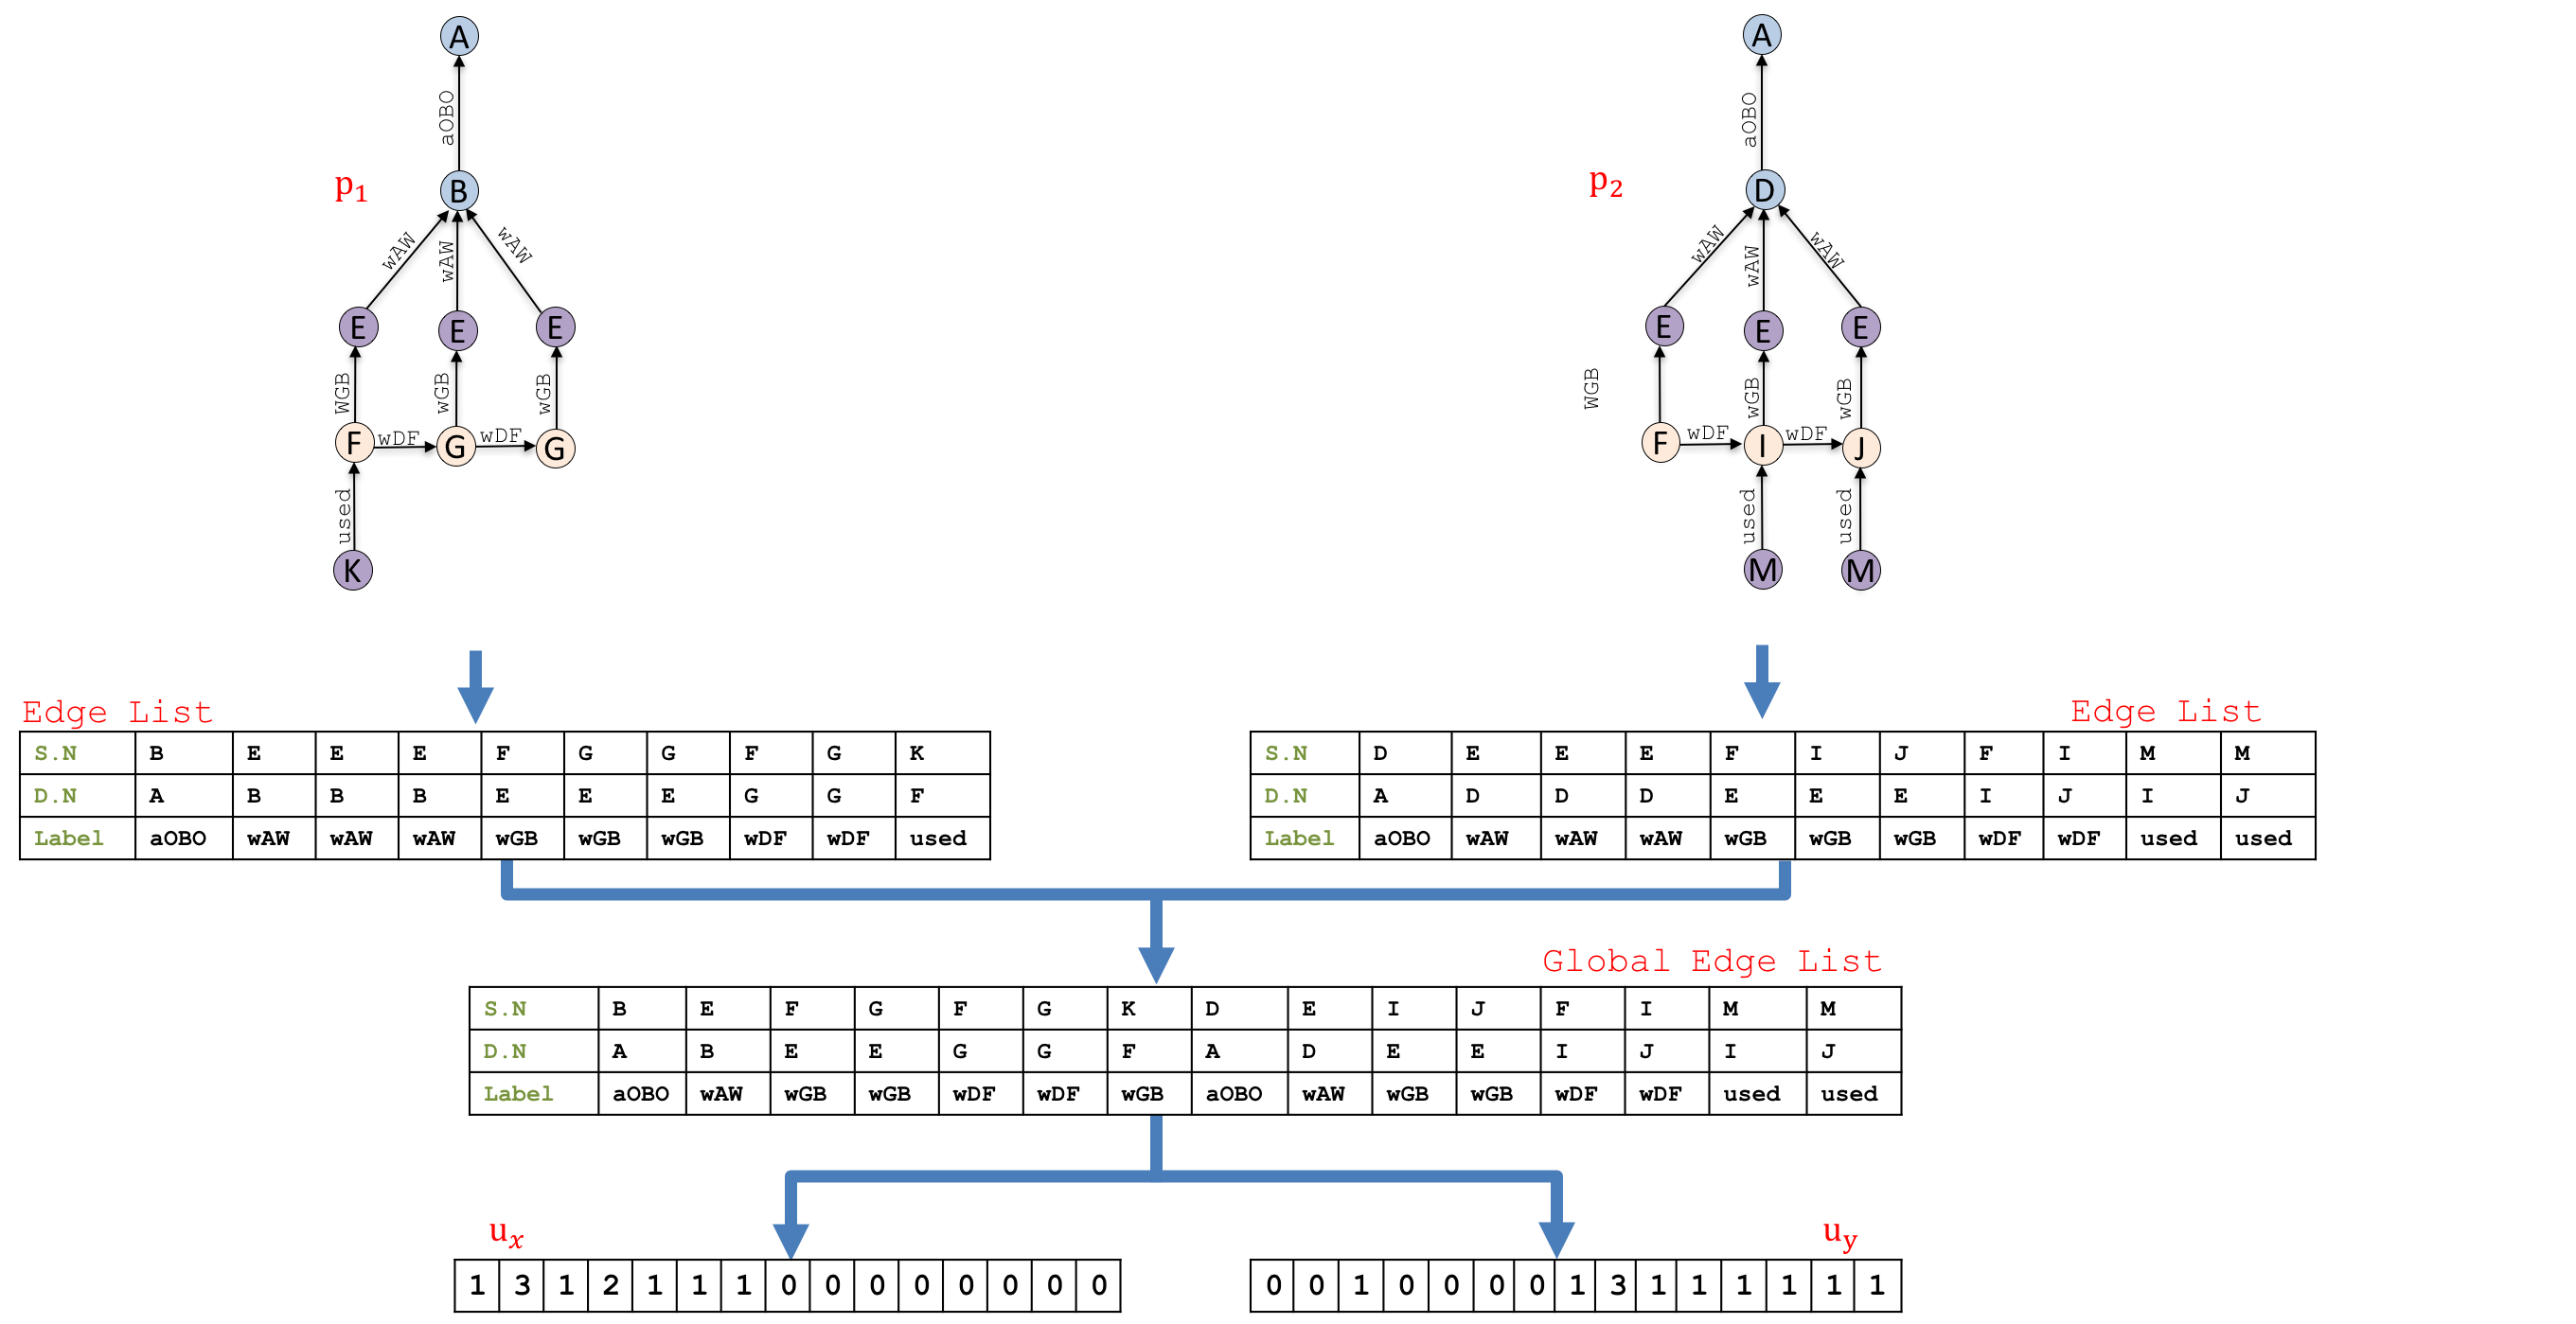 A A
aOBO aOBO
p1 B p2 D
wAW wAW wAW wAW wAW wAW
E E E E E E
WGB wGB wGB WGB wGB wGB
F wDF G wDF G F wDF I wDF J
used used used
K M M
Edge List Edge List
S.N B E E E F G G F G K
D.N A B B B E E E G G F
Label aOBO wAW wAW wAW wGB wGB wGB wDF wDF used
S.N D E E E F I J F I M M
D.N A D D D E E E I J I J
Label aOBO wAW wAW wAW wGB wGB wGB wDF wDF used used
Global Edge List
S.N B E F G F G K D E I J F I M M
D.N A B E E G G F A D E E I J I J
Label aOBO wAW wGB wGB wDF wDF wGB aOBO wAW wGB wGB wDF wDF used used
ux uy
1 3 1 2 1 1 1 0 0 0 0 0 0 0 0
0 0 1 0 0 0 0 1 3 1 1 1 1 1 1